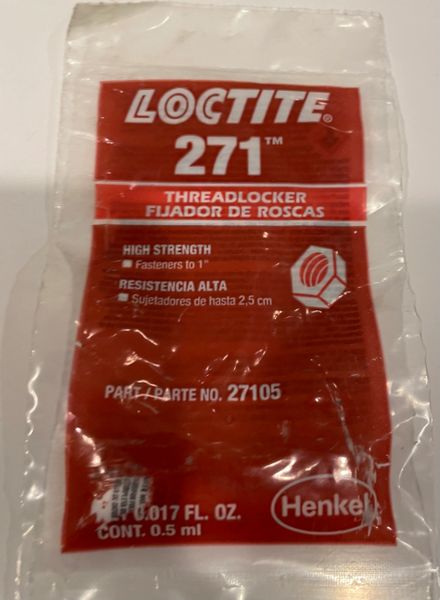 LOCTITE®
271™
THREADLOCKER
FIJADOR DE ROSCAS
HIGH STRENGTH
Fasteners to 1"
RESISTENCIA ALTA
Sujetadores de hasta 2,5 cm
PART / PARTE NO. 27105
0.017 FL. OZ.
CONT. 0.5 ml
Henkel